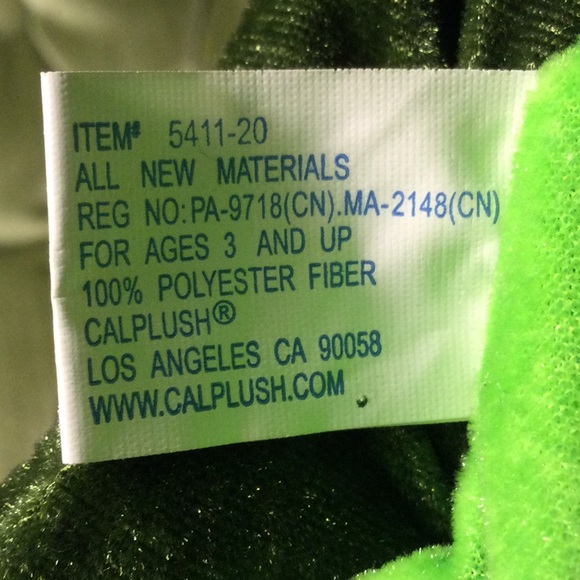 ITEM# 5411-20
ALL NEW MATERIALS
REG NO:PA-9718(CN).MA-2148(CN)
FOR AGES 3 AND UP
100% POLYESTER FIBER
CALPLUSH®
LOS ANGELES CA 90058
WWW.CALPLUSH.COM